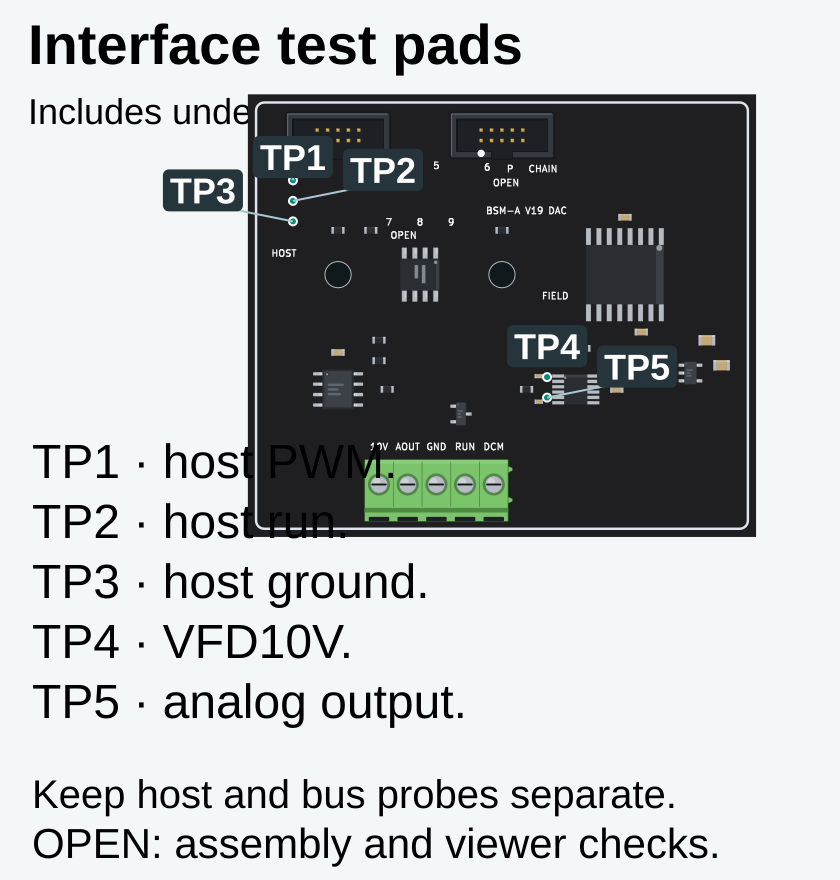 Interface test pads
Includes unde
TP1
TP2
TP3
5
6 P CHAIN
OPEN
BSM-A V19 DAC
7 8 9
OPEN
HOST
FIELD
TP4
TP5
10V AOUT GND RUN DCM
TP1 · host PWM.
TP2 · host run.
TP3 · host ground.
TP4 · VFD10V.
TP5 · analog output.
Keep host and bus probes separate.
OPEN: assembly and viewer checks.